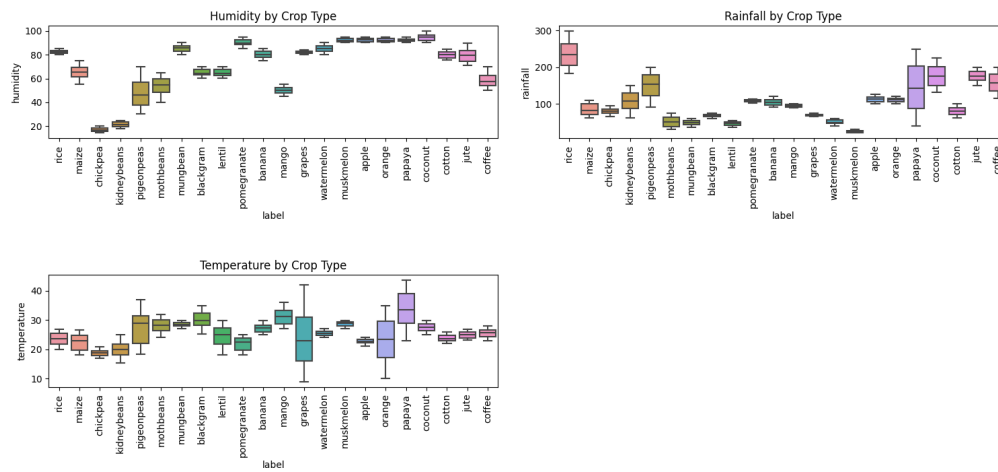 Humidity by Crop Type
100
80
60
40
20
humidity
rice
maize
chickpea
kidneybeans
pigeonpeas
mothbeans
mungbean
blackgram
lentil
pomegranate
banana
mango
grapes
watermelon
muskmelon
apple
orange
papaya
coconut
cotton
jute
coffee
label
Rainfall by Crop Type
300
200
100
rainfall
rice
maize
chickpea
kidneybeans
pigeonpeas
mothbeans
mungbean
blackgram
lentil
pomegranate
banana
mango
grapes
watermelon
muskmelon
apple
orange
papaya
coconut
cotton
jute
coffee
label
Temperature by Crop Type
40
30
20
10
temperature
rice
maize
chickpea
kidneybeans
pigeonpeas
mothbeans
mungbean
blackgram
lentil
pomegranate
banana
mango
grapes
watermelon
muskmelon
apple
orange
papaya
coconut
cotton
jute
coffee
label